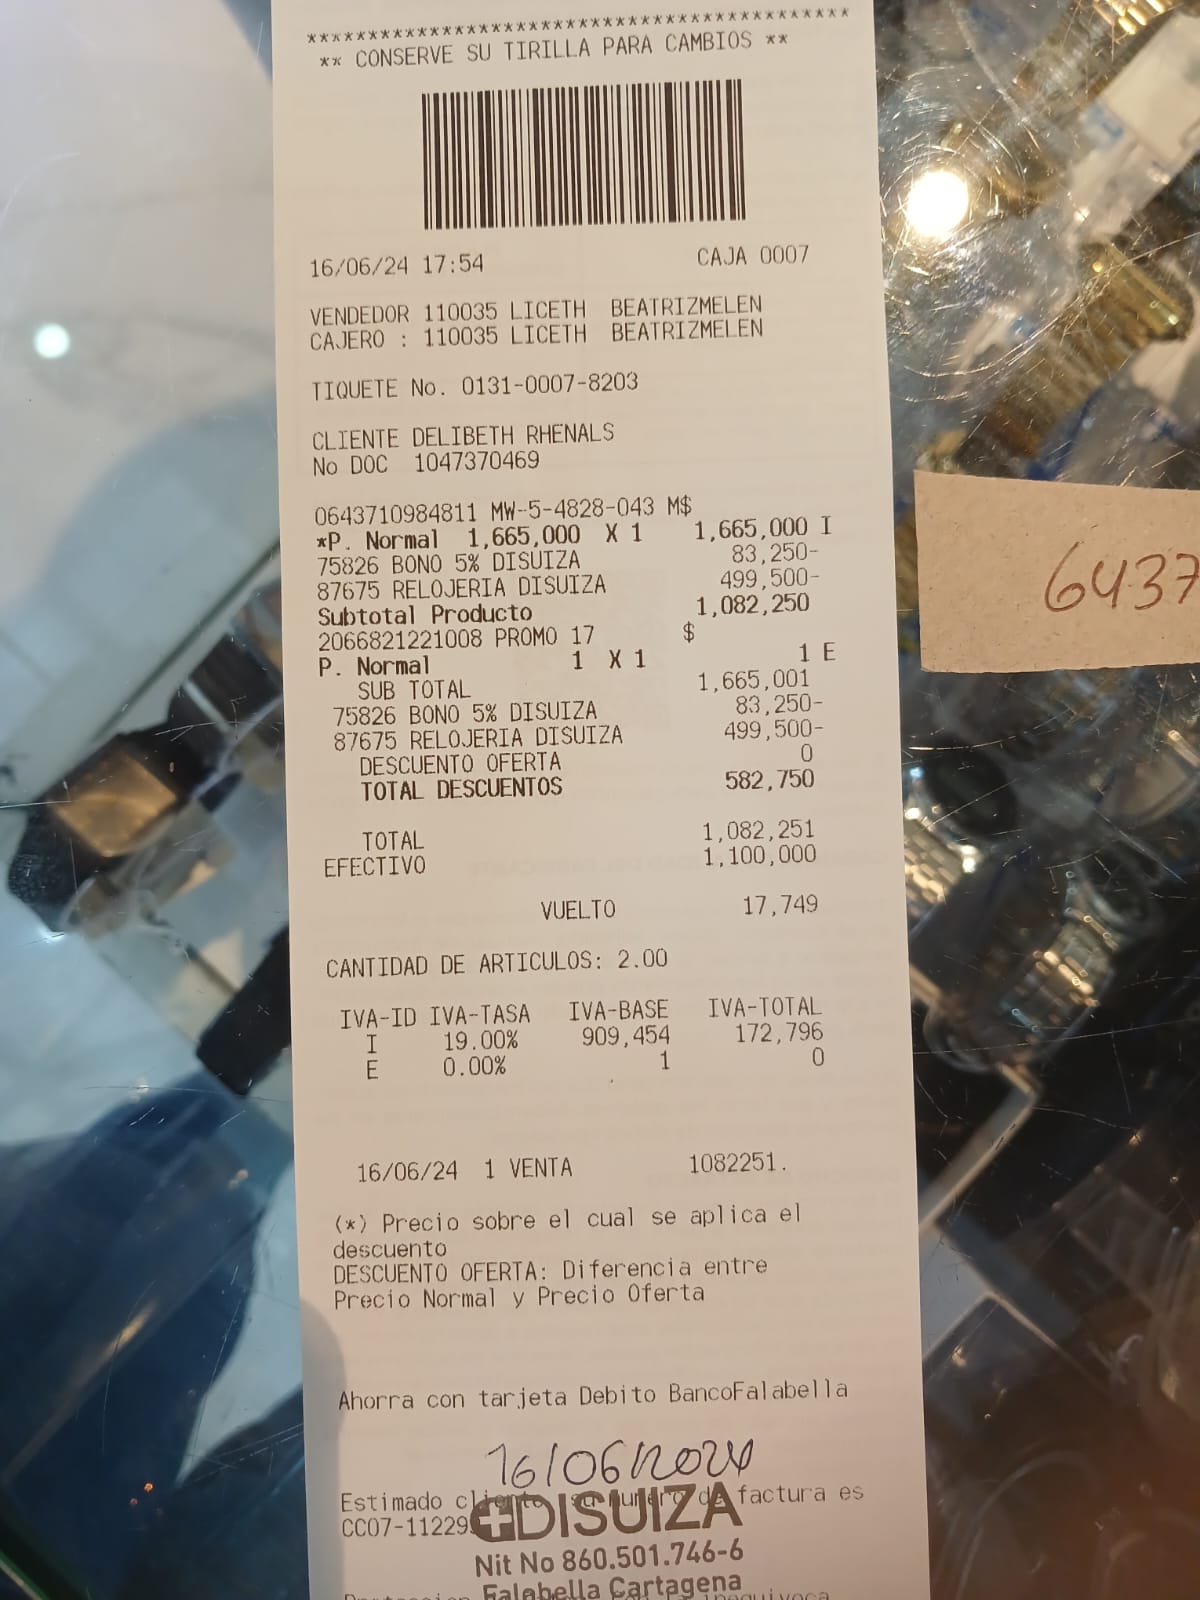 *******************************************
** CONSERVE SU TIRILLA PARA CAMBIOS **
16/06/24 17:54 CAJA 0007
VENDEDOR 110035 LICETH BEATRIZMELEN
CAJERO : 110035 LICETH BEATRIZMELEN
TIQUETE No. 0131-0007-8203
CLIENTE DELIBETH RHENALS
No DOC 1047370469
0643710984811 MW-5-4828-043 M$
*P. Normal 1,665,000 X 1 1,665,000 I
75826 BONO 5% DISUIZA 83,250-
87675 RELOJERIA DISUIZA 499,500-
Subtotal Producto 1,082,250
2066821221008 PROMO 17 $
P. Normal 1 X 1 1 E
SUB TOTAL 1,665,001
75826 BONO 5% DISUIZA 83,250-
87675 RELOJERIA DISUIZA 499,500-
DESCUENTO OFERTA 0
TOTAL DESCUENTOS 582,750
TOTAL 1,082,251
EFECTIVO 1,100,000
VUELTO 17,749
CANTIDAD DE ARTICULOS: 2.00
IVA-ID IVA-TASA IVA-BASE IVA-TOTAL
I 19.00% 909,454 172,796
E 0.00% 1 0
16/06/24 1 VENTA 1082251.
(*) Precio sobre el cual se aplica el
descuento
DESCUENTO OFERTA: Diferencia entre
Precio Normal y Precio Oferta
Ahorra con tarjeta Debito BancoFalabella
16/06/2024
Estimado cliente, su numero de factura es
CC07-11229
DISUIZA
Nit No 860.501.746-6
Falabella Cartagena
6437